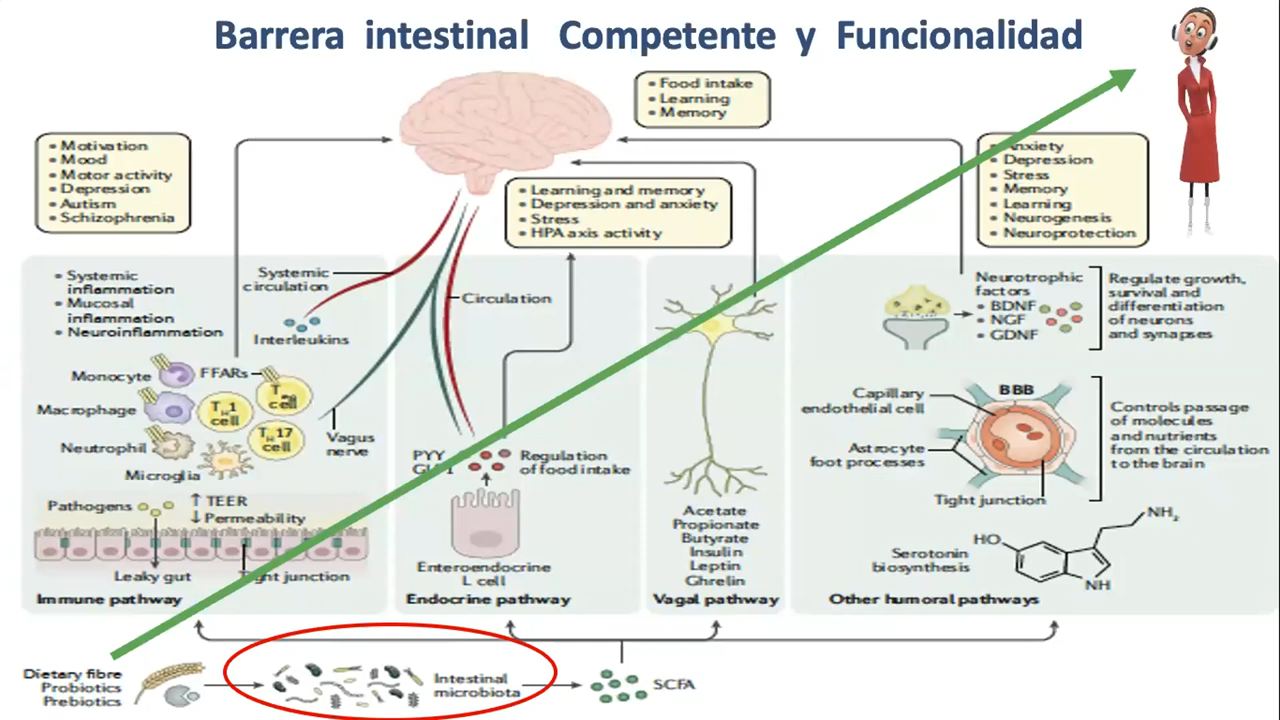 Barrera intestinal Competente y Funcionalidad
• Food intake
• Learning
• Memory
• Motivation
• Mood
• Motor activity
• Depression
• Autism
• Schizophrenia
• Learning and memory
• Depression and anxiety
• Stress
• HPA axis activity
• Anxiety
• Depression
• Stress
• Memory
• Learning
• Neurogenesis
• Neuroprotection
• Systemic
inflammation
• Mucosal
inflammation
• Neuroinflammation
Systemic
circulation
Interleukins
Circulation
Monocyte
FFARs
Macrophage
Neutrophil
Microglia
TH1
cell
cell
TH17
cell
Vagus
nerve
Pathogens
↑ TEER
↓ Permeability
Leaky gut
Tight junction
Immune pathway
PYY
Regulation
of food intake
Enteroendocrine
L cell
Endocrine pathway
Acetate
Propionate
Butyrate
Insulin
Leptin
Ghrelin
Vagal pathway
Neurotrophic
factors
• BDNF
• NGF
• GDNF
Regulate growth,
survival and
differentiation
of neurons
and synapses
Capillary
endothelial cell
BBB
Astrocyte
foot processes
Tight junction
Controls passage
of molecules
and nutrients
from the circulation
to the brain
Serotonin
biosynthesis
HO
NH₂
NH
Other humoral pathways
Dietary fibre
Probiotics
Prebiotics
Intestinal
microbiota
SCFA